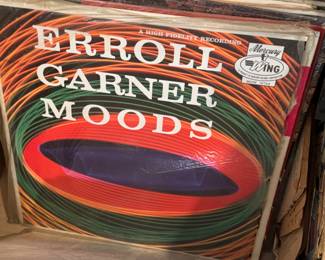 A HIGH FIDELITY RECORDING
ERROLL
GARNER
MOODS
Mercury
WING